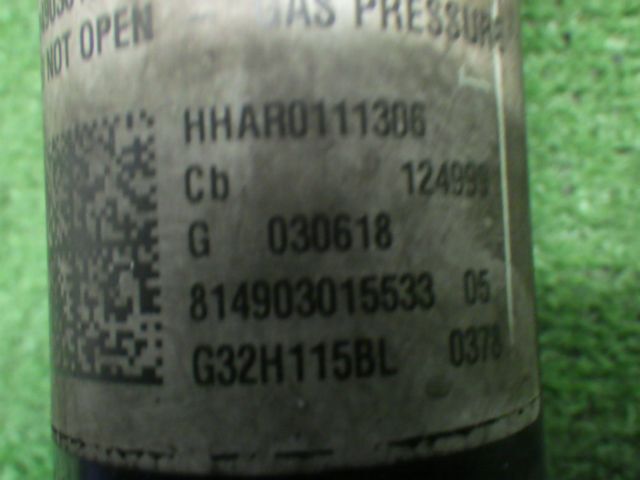 NOT OPEN - GAS PRESSURE
HHAR0111306
Cb 124999
G 030618
814903015533 05
G32H115BL 0378